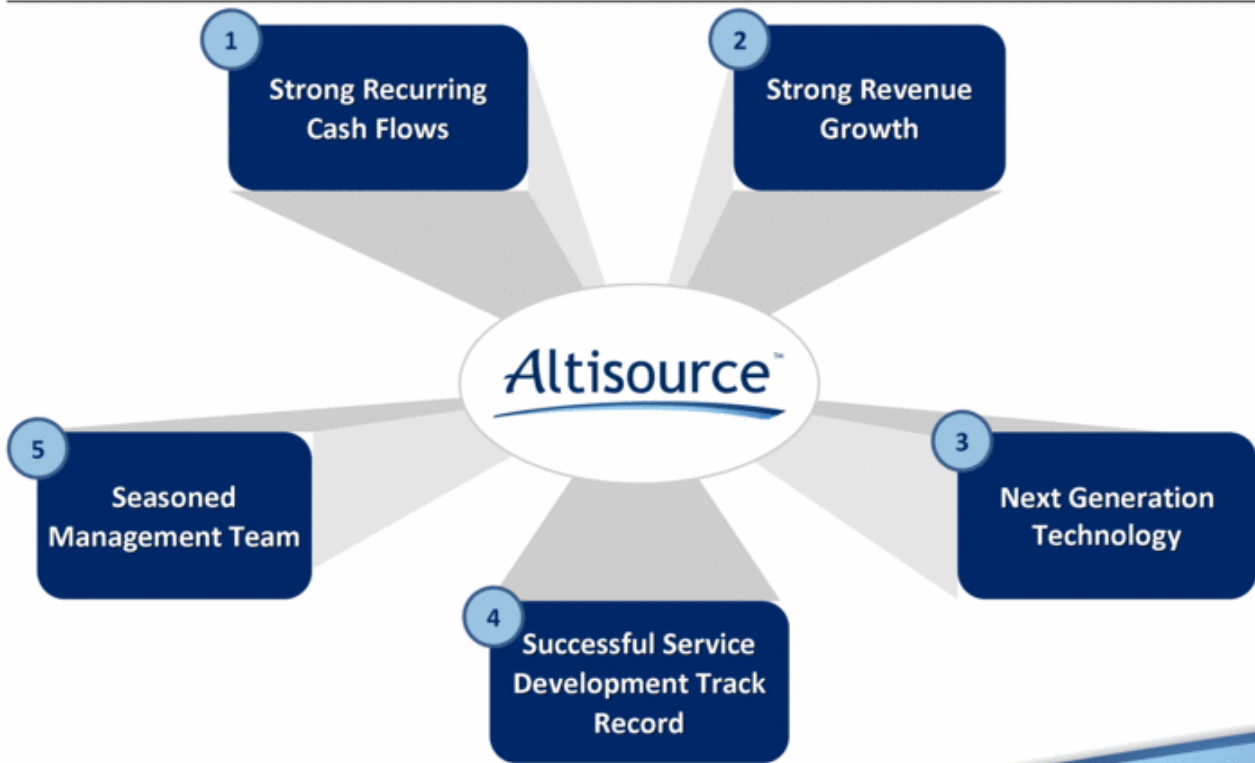 1
Strong Recurring
Cash Flows
2
Strong Revenue
Growth
Altisource™
3
Next Generation
Technology
4
Successful Service
Development Track
Record
5
Seasoned
Management Team